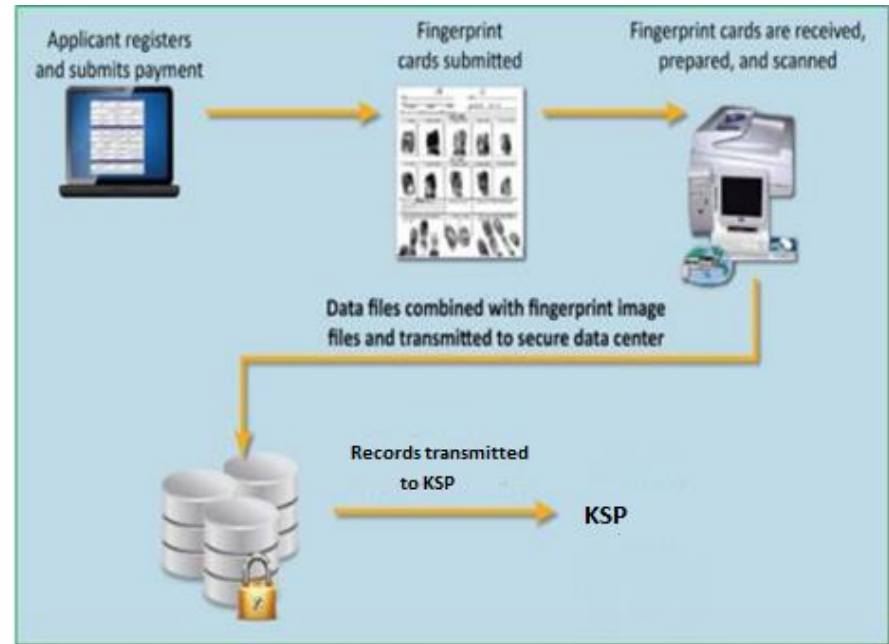 Applicant registers
and submits payment
Fingerprint
cards submitted
Fingerprint cards are received,
prepared, and scanned
Data files combined with fingerprint image
files and transmitted to secure data center
Records transmitted
to KSP
KSP